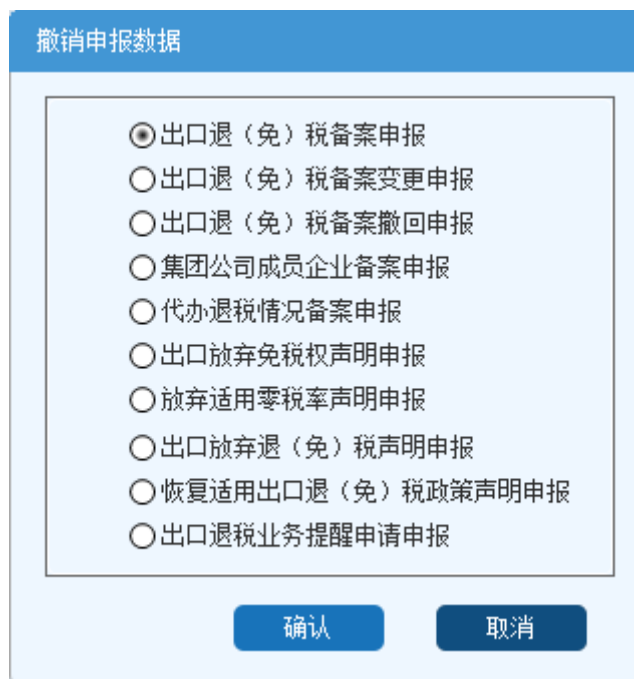 撤销申报数据
出口退（免）税备案申报
出口退（免）税备案变更申报
出口退（免）税备案撤回申报
集团公司成员企业备案申报
代办退税情况备案申报
出口放弃免税权声明申报
放弃适用零税率声明申报
出口放弃退（免）税声明申报
恢复适用出口退（免）税政策声明申报
出口退税业务提醒申请申报
确认 取消